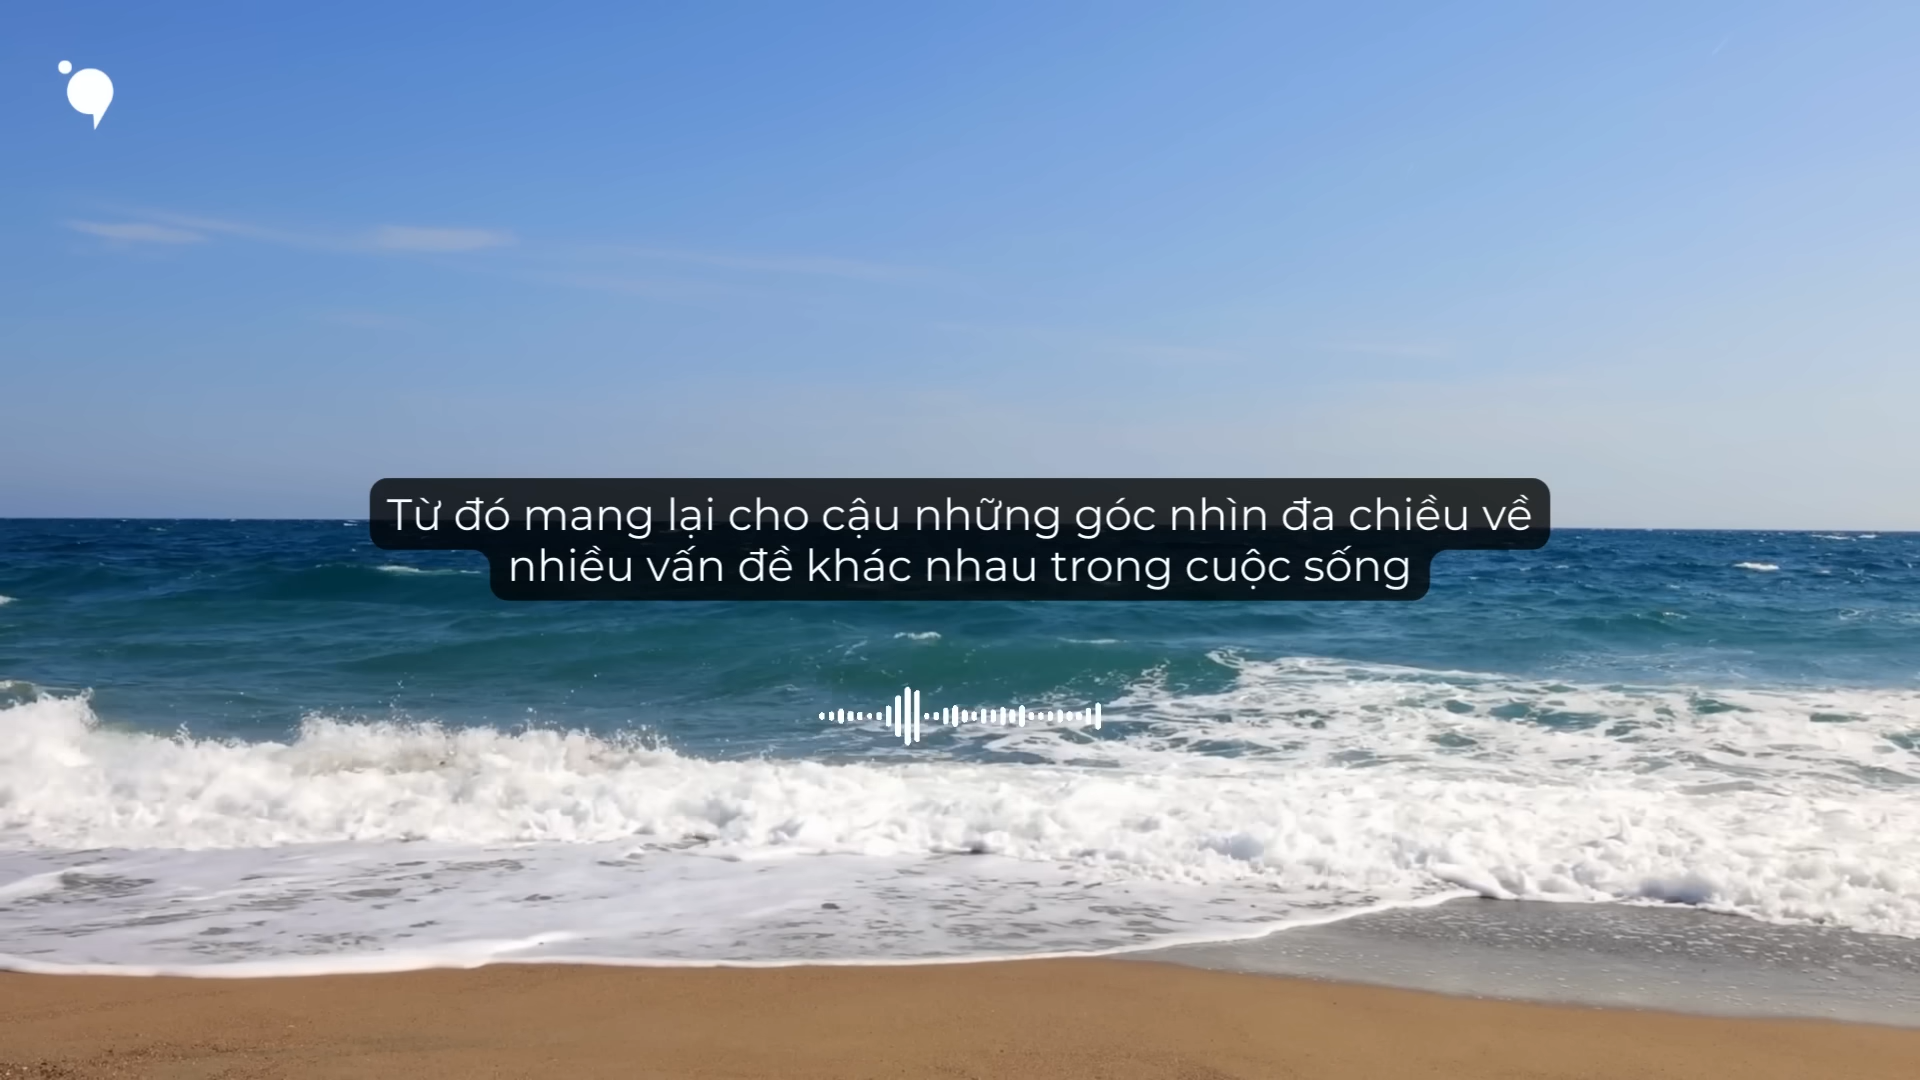 Từ đó mang lại cho cậu những góc nhìn đa chiều về
nhiều vấn đề khác nhau trong cuộc sống